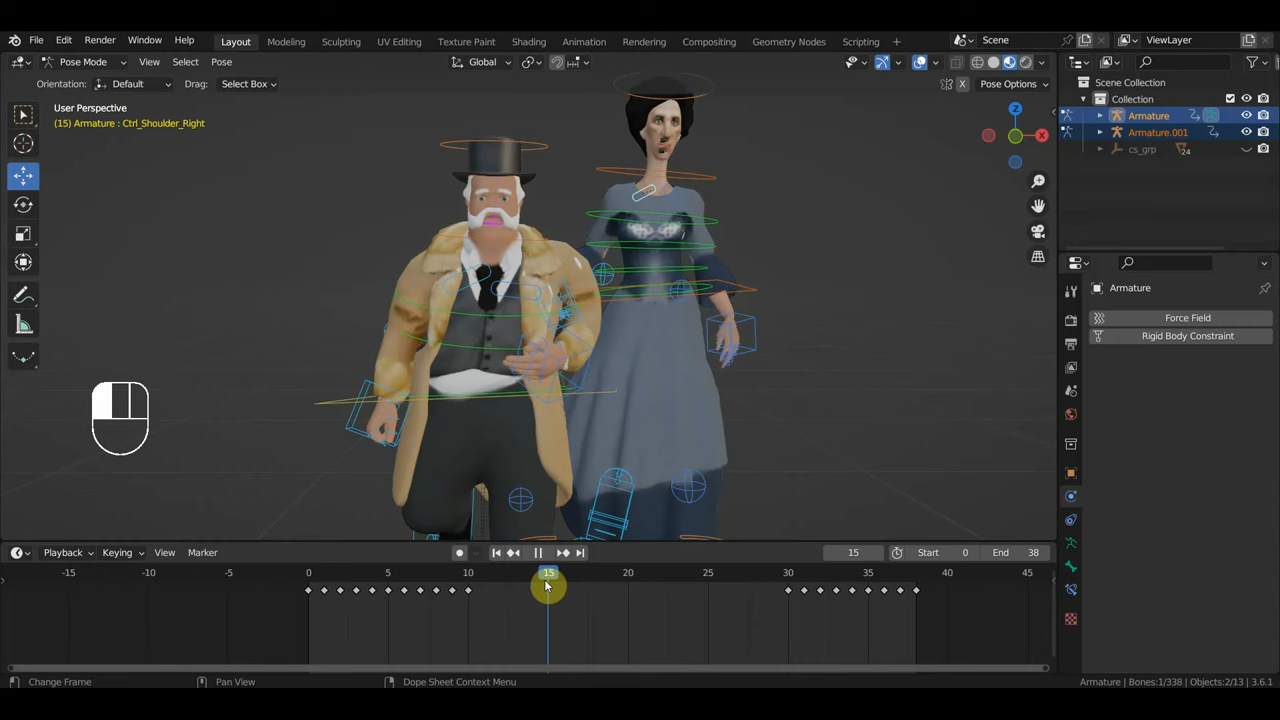 File Edit Render Window Help Layout Modeling Sculpting UV Editing Texture Paint Shading Animation Rendering Compositing Geometry Nodes Scripting + Scene ViewLayer
Pose Mode View Select Pose Global
Orientation: Default Drag: Select Box X Pose Options
User Perspective
(15) Armature : Ctrl_Shoulder_Right
Z
X
Scene Collection
Collection
Armature
Armature.001
cs_grp 24
Armature
Force Field
Rigid Body Constraint
Playback Keying View Marker 15 Start 0 End 38
-15 -10 -5 0 5 10 15 20 25 30 35 40 45
Change Frame Pan View Dope Sheet Context Menu Armature | Bones:1/338 | Objects:2/13 | 3.6.1